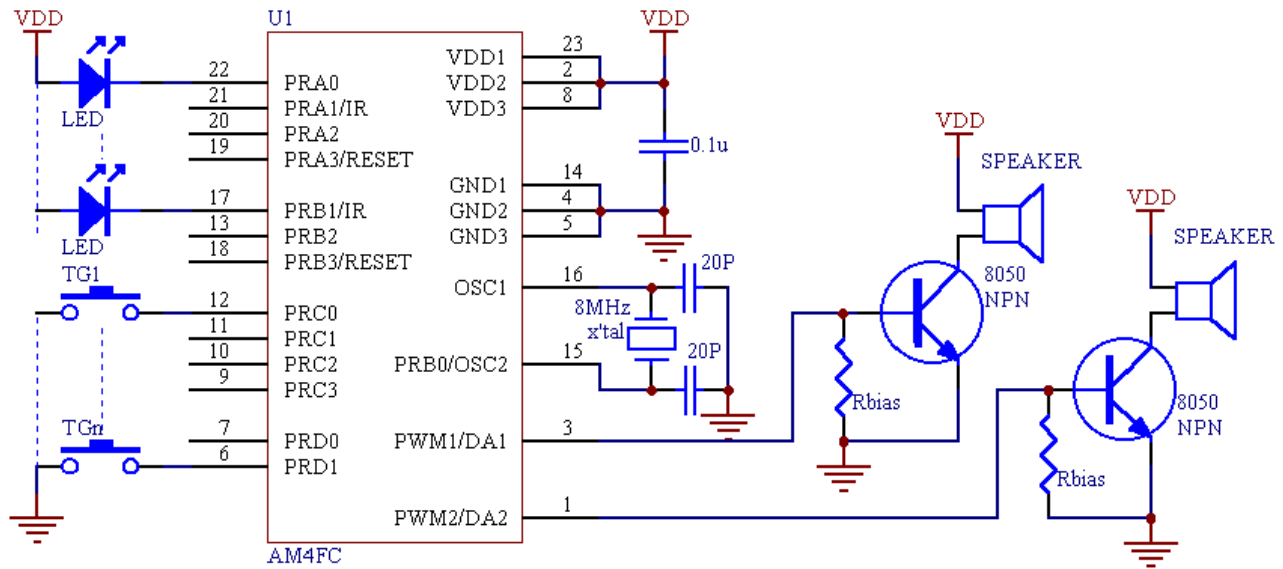 VDD
U1
VDD
22 PRA0
21 PRA1/IR
20 PRA2
19 PRA3/RESET
LED
17 PRB1/IR
13 PRB2
18 PRB3/RESET
LED
TG1
12 PRC0
11 PRC1
10 PRC2
9 PRC3
TGn
7 PRD0
6 PRD1
VDD1 23
VDD2 2
VDD3 8
0.1u
GND1 14
GND2 4
GND3 5
OSC1 16
20P
8MHz
x'tal
PRB0/OSC2 15
20P
PWM1/DA1 3
PWM2/DA2 1
AM4FC
VDD
SPEAKER
8050
NPN
Rbias
VDD
SPEAKER
8050
NPN
Rbias